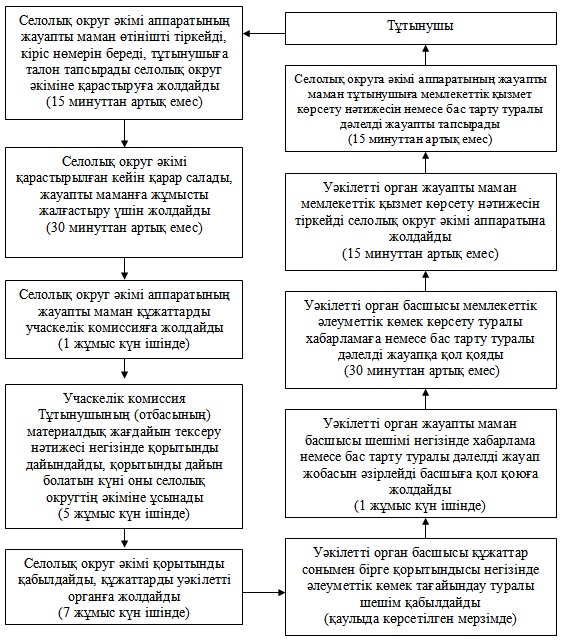 Селолық округ әкімі аппаратының
жауапты маман өтінішті тіркейді,
кіріс нөмерін береді, тұтынушыға
талон тапсырады селолық округ
әкіміне қарастыруға жолдайды
(15 минуттан артық емес)
Селолық округ әкімі
қарастырылған кейін қарар салады,
жауапты маманға жұмысты
жалғастыру үшін жолдайды
(30 минуттан артық емес)
Селолық округ әкімі аппаратының
жауапты маман құжаттарды
учаскелік комиссияға жолдайды
(1 жұмыс күн ішінде)
Учаскелік комиссия
Тұтынушының (отбасының)
материалдық жағдайын тексеру
нәтижесі негізінде қорытынды
дайындайды, қорытынды дайын
болатын күні оны селолық
округтің әкіміне ұсынады
(5 жұмыс күн ішінде)
Селолық округ әкімі қорытынды
қабылдайды, құжаттарды уәкілетті
органға жолдайды
(7 жұмыс күн ішінде)
Уәкілетті орган басшысы құжаттар
сонымен бірге қорытындысы негізінде
әлеуметтік көмек тағайындау туралы
шешім қабылдайды
(қаулыда көрсетілген мерзімде)
Уәкілетті орган жауапты маман
басшысы шешімі негізінде хабарлама
немесе бас тарту туралы дәлелді жауап
жобасын әзірлейді басшыға қол қоюға
жолдайды
(1 жұмыс күн ішінде)
Уәкілетті орган басшысы мемлекеттік
әлеуметтік көмек көрсету туралы
хабарламаға немесе бас тарту туралы
дәлелді жауапқа қол қояды
(30 минуттан артық емес)
Уәкілетті орган жауапты маман
мемлекеттік қызмет көрсету нәтижесін
тіркейді селолық округ әкімі аппаратына
жолдайды
(15 минуттан артық емес)
Селолық округа әкімі аппаратының жауапты
маман тұтынушыға мемлекеттік қызмет
көрсету нәтижесін немесе бас тарту туралы
дәлелді жауапты тапсырады
(15 минуттан артық емес)
Тұтынушы